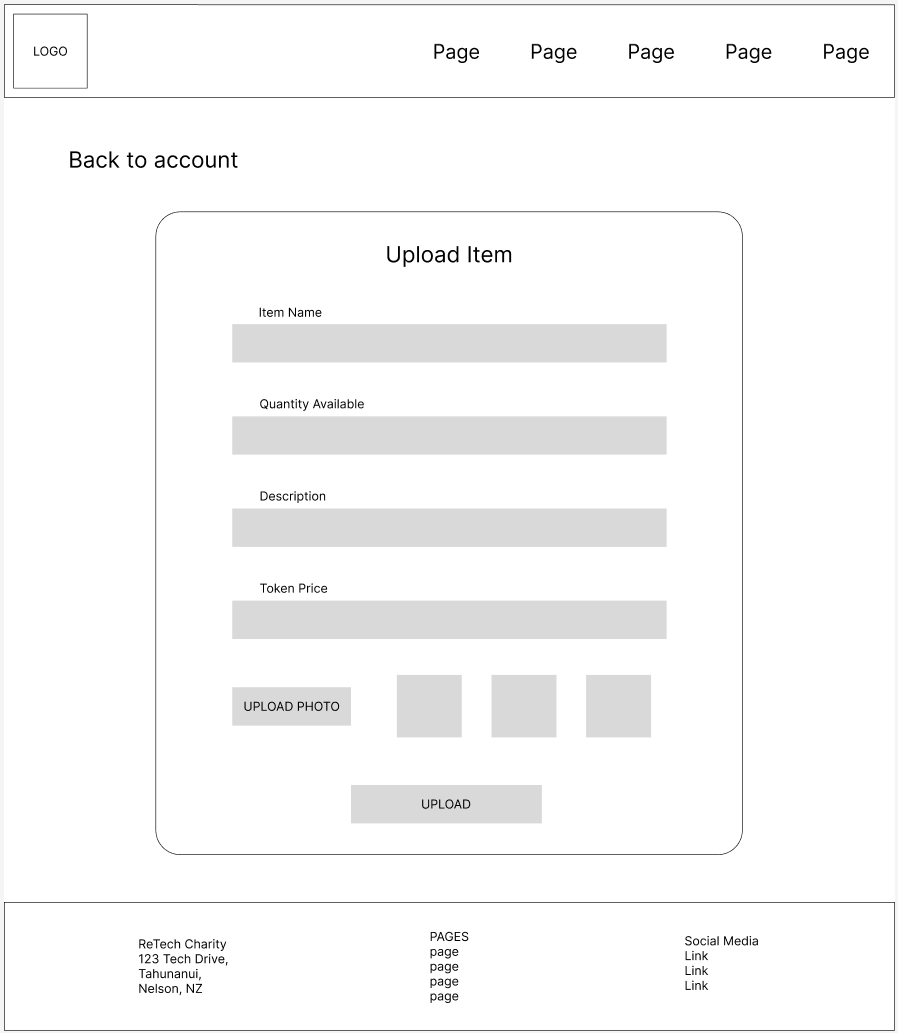 LOGO
Page Page Page Page Page
Back to account
Upload Item
Item Name
Quantity Available
Description
Token Price
UPLOAD PHOTO
UPLOAD
ReTech Charity
123 Tech Drive,
Tahunanui,
Nelson, NZ
PAGES
page
page
page
page
Social Media
Link
Link
Link